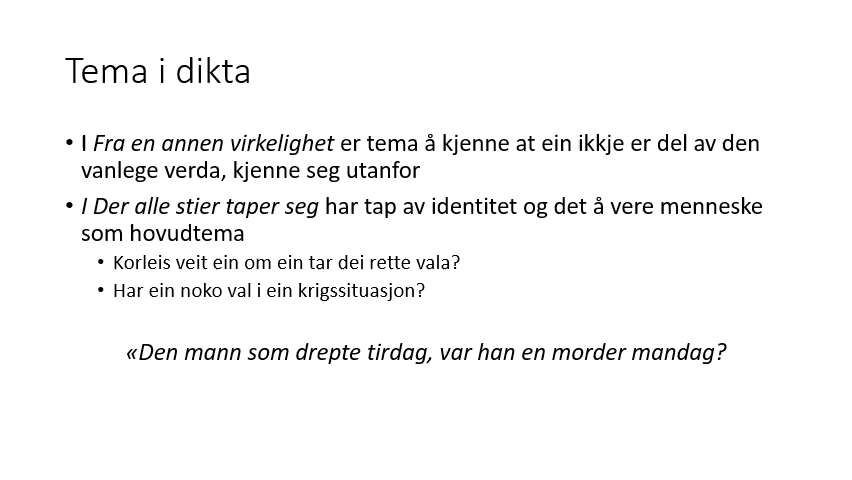 Tema i dikta
• I Fra en annen virkelighet er tema å kjenne at ein ikkje er del av den
vanlege verda, kjenne seg utanfor
• I Der alle stier taper seg har tap av identitet og det å vere menneske
som hovudtema
• Korleis veit ein om ein tar dei rette vala?
• Har ein noko val i ein krigssituasjon?
«Den mann som drepte tirdag, var han en morder mandag?